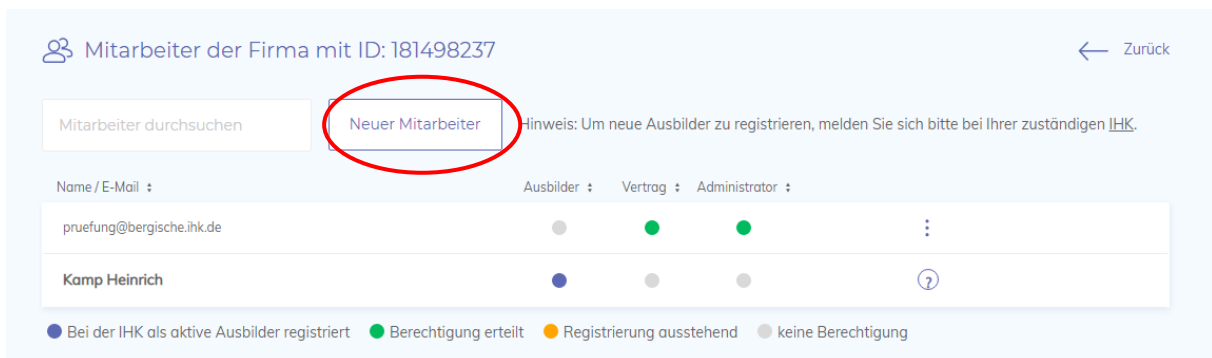 Mitarbeiter der Firma mit ID: 181498237
Zurück
Mitarbeiter durchsuchen
Neuer Mitarbeiter
Hinweis: Um neue Ausbilder zu registrieren, melden Sie sich bitte bei Ihrer zuständigen IHK.
Name / E-Mail Ausbilder Vertrag Administrator
pruefung@bergische.ihk.de
Kamp Heinrich ?
Bei der IHK als aktive Ausbilder registriert Berechtigung erteilt Registrierung ausstehend keine Berechtigung